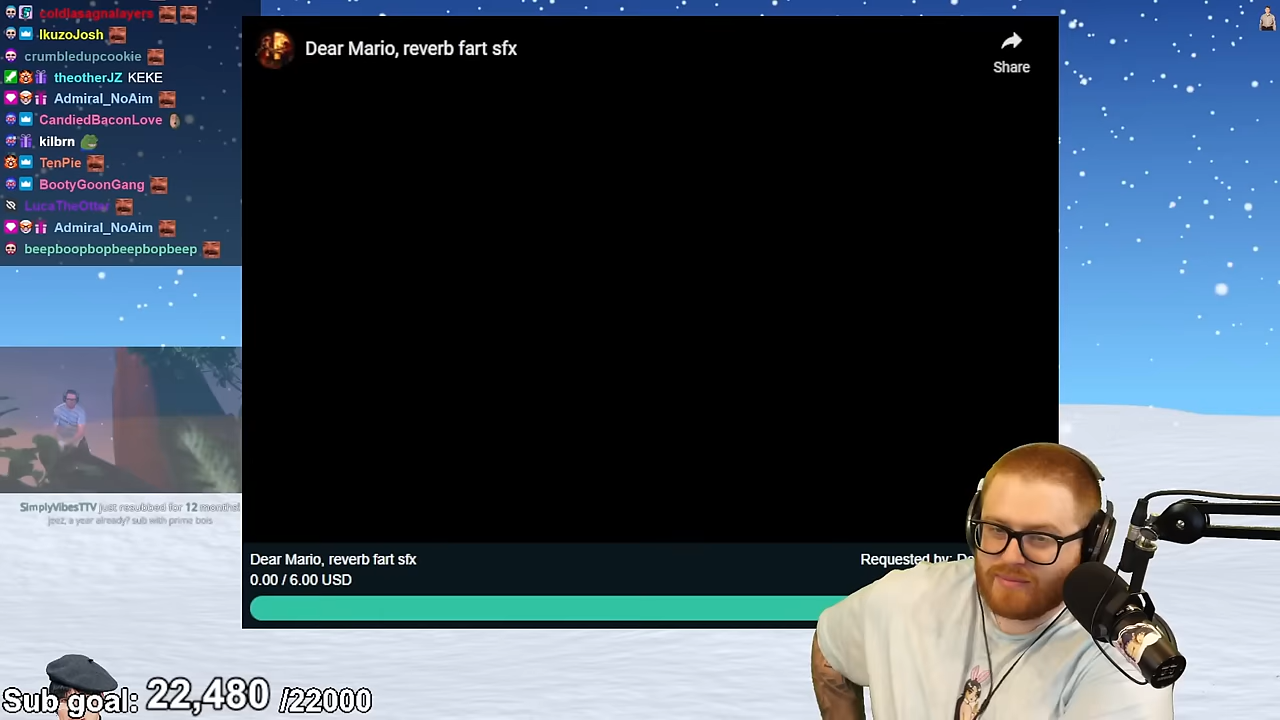 coldlasagnalayers
IkuzoJosh
crumbledupcookie
theotherJZ KEKE
Admiral_NoAim
CandiedBaconLove
kilbrn
TenPie
BootyGoonGang
LucaTheOtter
Admiral_NoAim
beepboopbopbeepbopbeep
Dear Mario, reverb fart sfx
Share
SimplyVibesTTV just resubbed for 12 months!
jeez, a year already? sub with prime bois
Dear Mario, reverb fart sfx
Requested by:
0.00 / 6.00 USD
Sub goal: 22,480 /22000